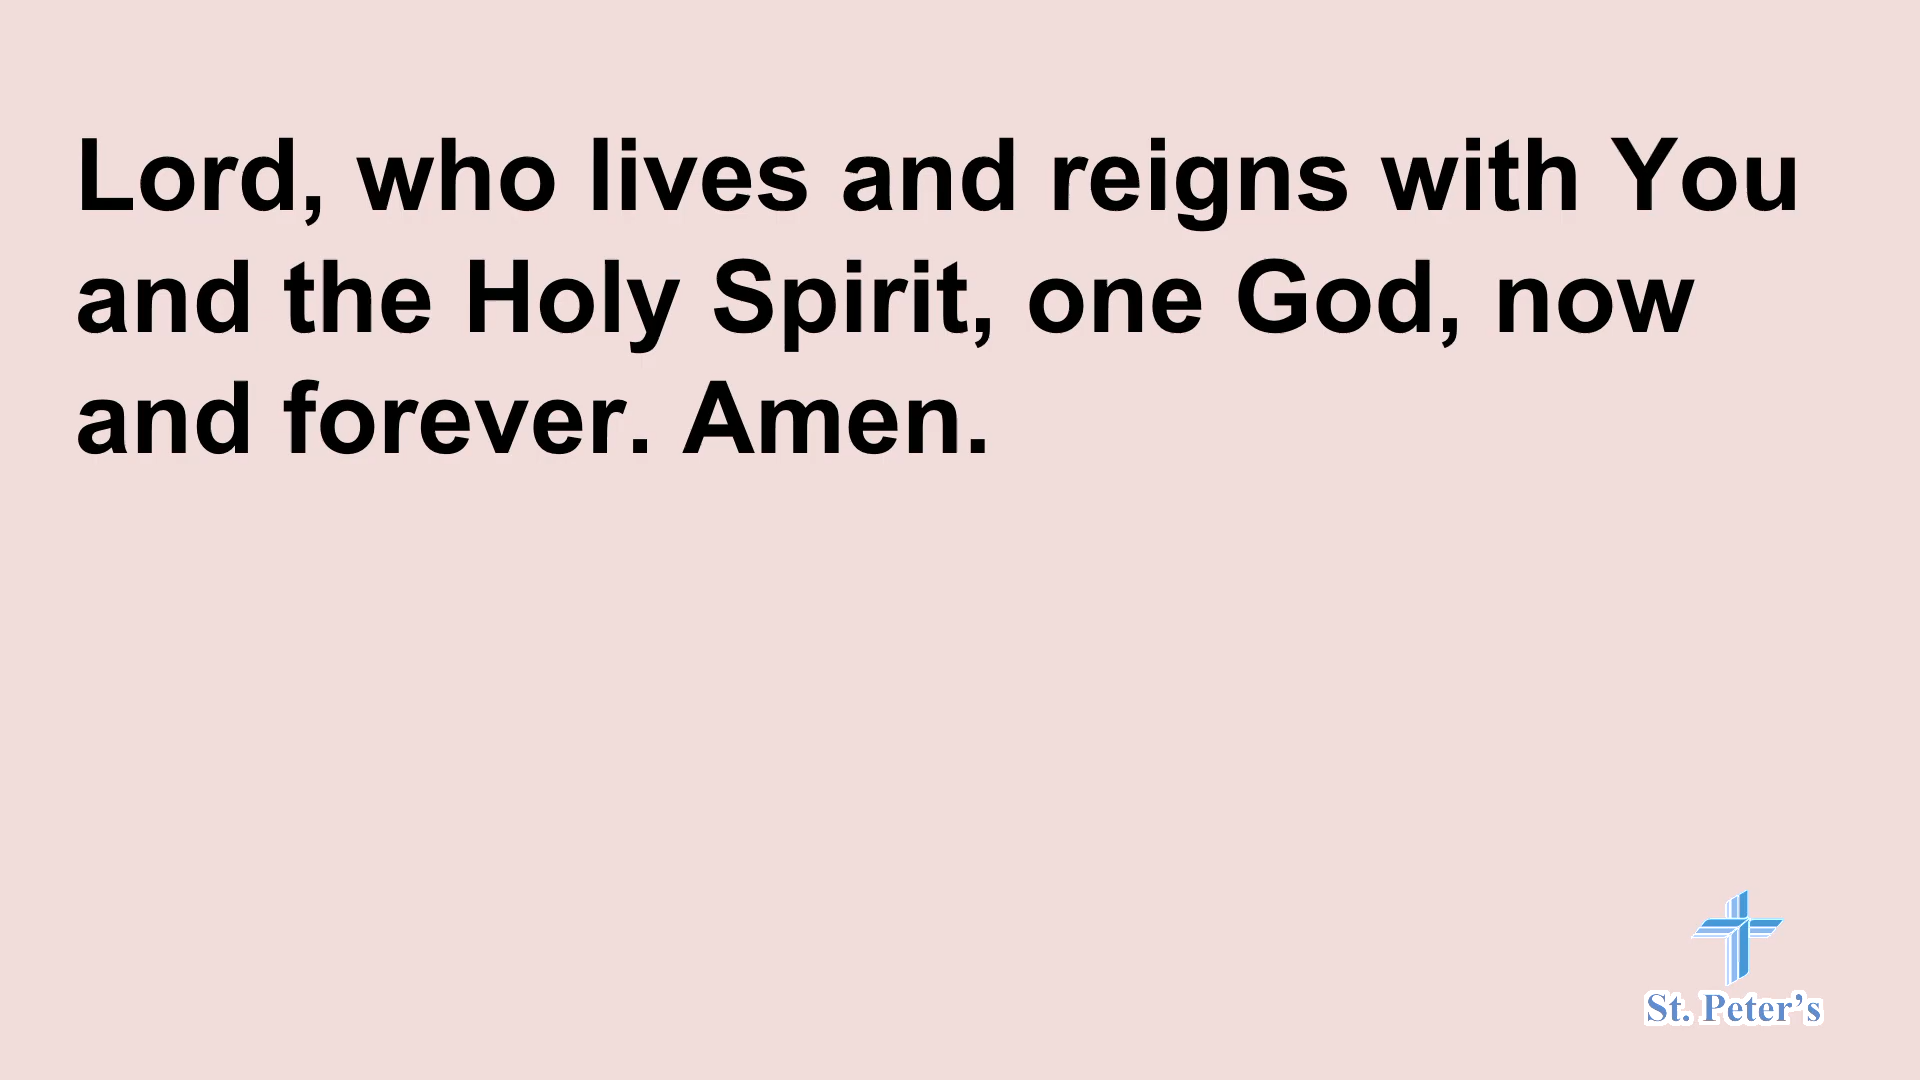 Lord, who lives and reigns with You
and the Holy Spirit, one God, now
and forever. Amen.
St. Peter’s